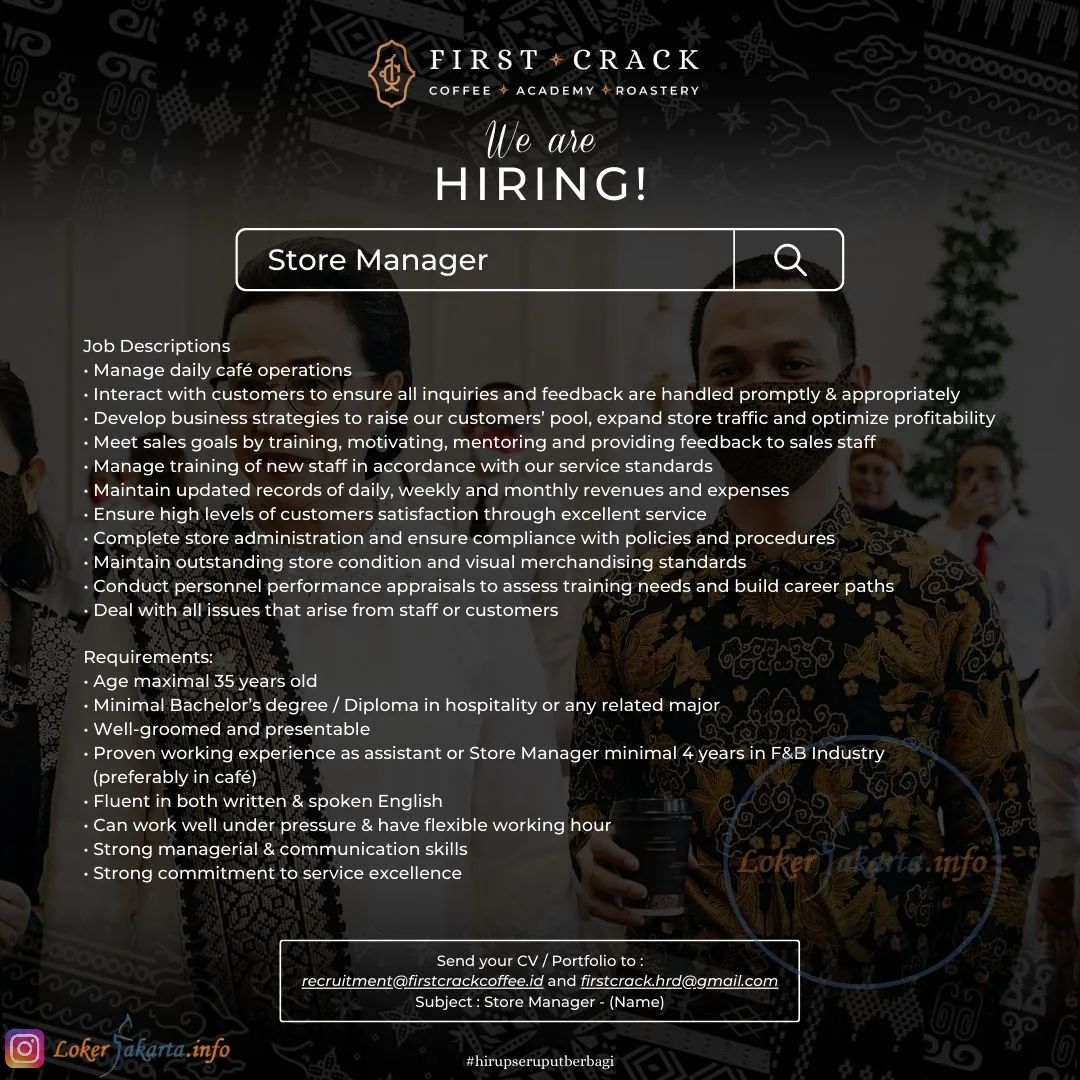 FIRST CRACK
COFFEE ACADEMY ROASTERY
We are
HIRING!
Store Manager
Job Descriptions
• Manage daily café operations
• Interact with customers to ensure all inquiries and feedback are handled promptly & appropriately
• Develop business strategies to raise our customers’ pool, expand store traffic and optimize profitability
• Meet sales goals by training, motivating, mentoring and providing feedback to sales staff
• Manage training of new staff in accordance with our service standards
• Maintain updated records of daily, weekly and monthly revenues and expenses
• Ensure high levels of customers satisfaction through excellent service
• Complete store administration and ensure compliance with policies and procedures
• Maintain outstanding store condition and visual merchandising standards
• Conduct personnel performance appraisals to assess training needs and build career paths
• Deal with all issues that arise from staff or customers
Requirements:
• Age maximal 35 years old
• Minimal Bachelor’s degree / Diploma in hospitality or any related major
• Well-groomed and presentable
• Proven working experience as assistant or Store Manager minimal 4 years in F&B Industry
(preferably in café)
• Fluent in both written & spoken English
• Can work well under pressure & have flexible working hour
• Strong managerial & communication skills
• Strong commitment to service excellence
LokerJakarta.info
Send your CV / Portfolio to :
recruitment@firstcrackcoffee.id and firstcrack.hrd@gmail.com
Subject : Store Manager - (Name)
LokerJakarta.info
#hirupseruputberbagi